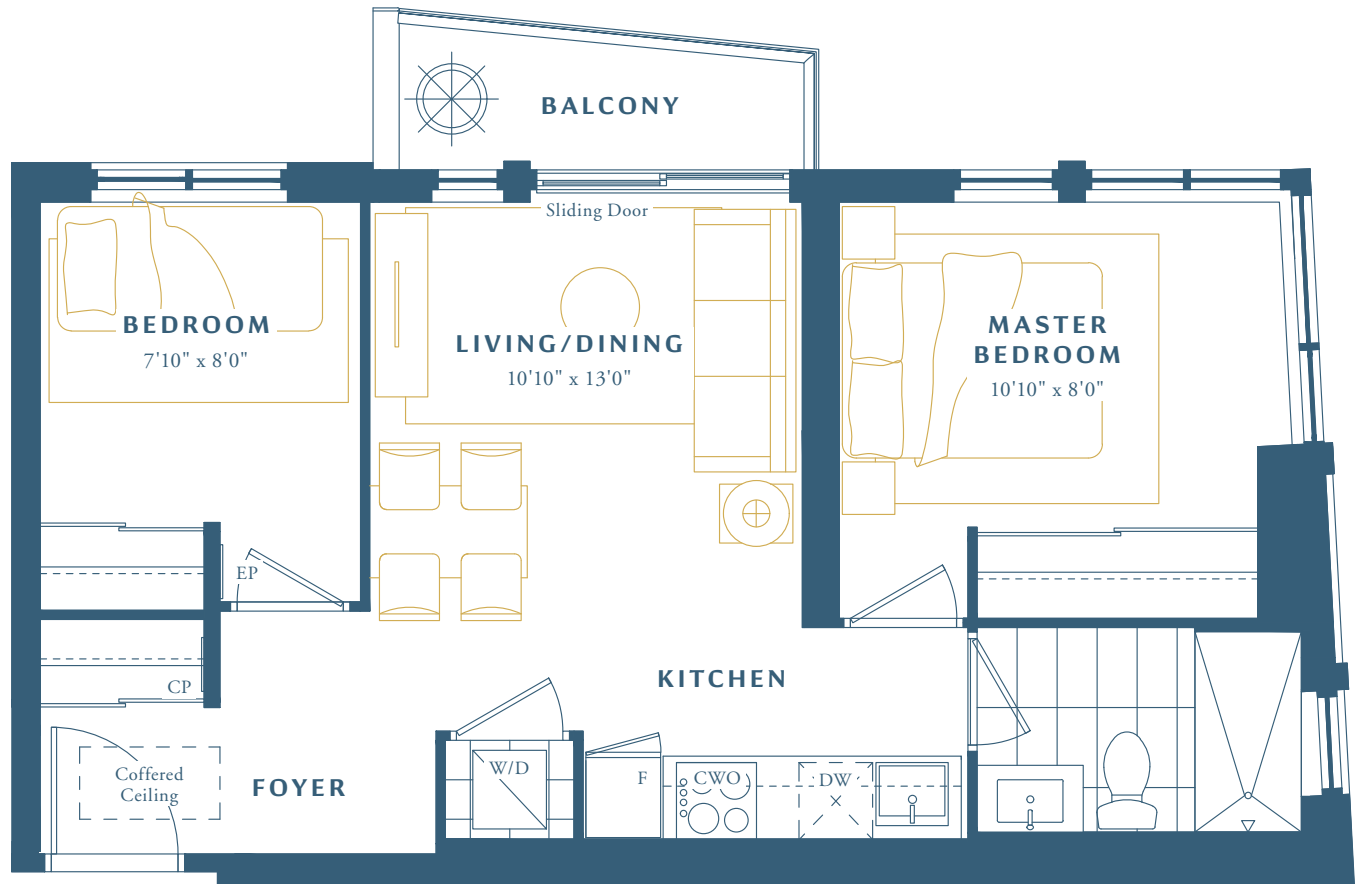 BALCONY
Sliding Door
BEDROOM
7'10" x 8'0"
LIVING/DINING
10'10" x 13'0"
MASTER
BEDROOM
10'10" x 8'0"
EP
CP
KITCHEN
Coffered
Ceiling
FOYER
W/D
F
CWO
DW